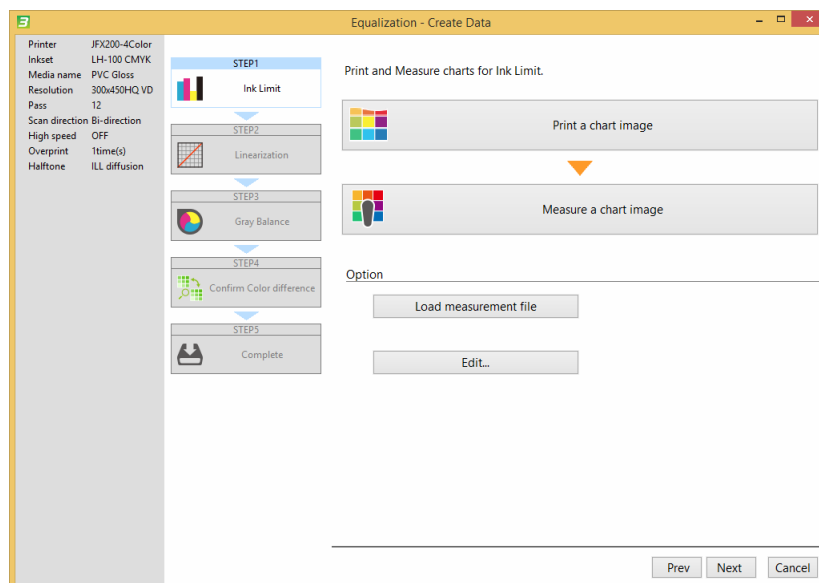 Equalization - Create Data
Printer JFX200-4Color
Inkset LH-100 CMYK
Media name PVC Gloss
Resolution 300x450HQ VD
Pass 12
Scan direction Bi-direction
High speed OFF
Overprint 1time(s)
Halftone ILL diffusion
STEP1
Ink Limit
STEP2
Linearization
STEP3
Gray Balance
STEP4
Confirm Color difference
STEP5
Complete
Print and Measure charts for Ink Limit.
Print a chart image
Measure a chart image
Option
Load measurement file
Edit...
Prev Next Cancel